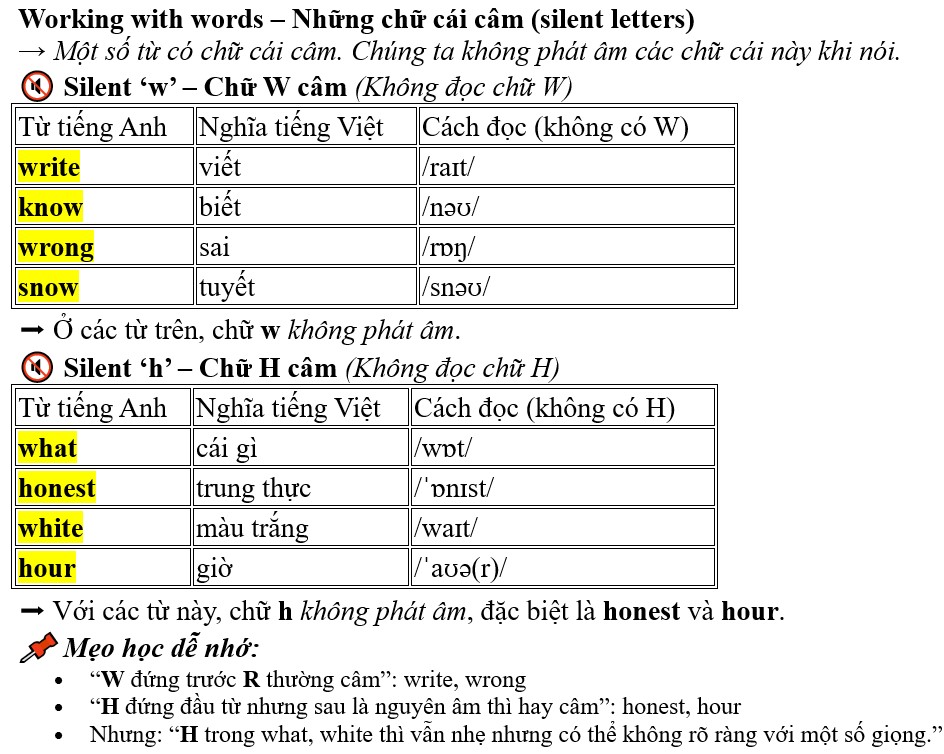 Working with words – Những chữ cái câm (silent letters)
→ Một số từ có chữ cái câm. Chúng ta không phát âm các chữ cái này khi nói.
Silent ‘w’ – Chữ W câm (Không đọc chữ W)
Từ tiếng Anh Nghĩa tiếng Việt Cách đọc (không có W)
write viết /raɪt/
know biết /nəʊ/
wrong sai /rɒŋ/
snow tuyết /snəʊ/
➞ Ở các từ trên, chữ w không phát âm.
Silent ‘h’ – Chữ H câm (Không đọc chữ H)
Từ tiếng Anh Nghĩa tiếng Việt Cách đọc (không có H)
what cái gì /wɒt/
honest trung thực /ˈɒnɪst/
white màu trắng /waɪt/
hour giờ /ˈaʊə(r)/
➞ Với các từ này, chữ h không phát âm, đặc biệt là honest và hour.
Mẹo học dễ nhớ:
• “W đứng trước R thường câm”: write, wrong
• “H đứng đầu từ nhưng sau là nguyên âm thì hay câm”: honest, hour
• Nhưng: “H trong what, white thì vẫn nhẹ nhưng có thể không rõ ràng với một số giọng.”